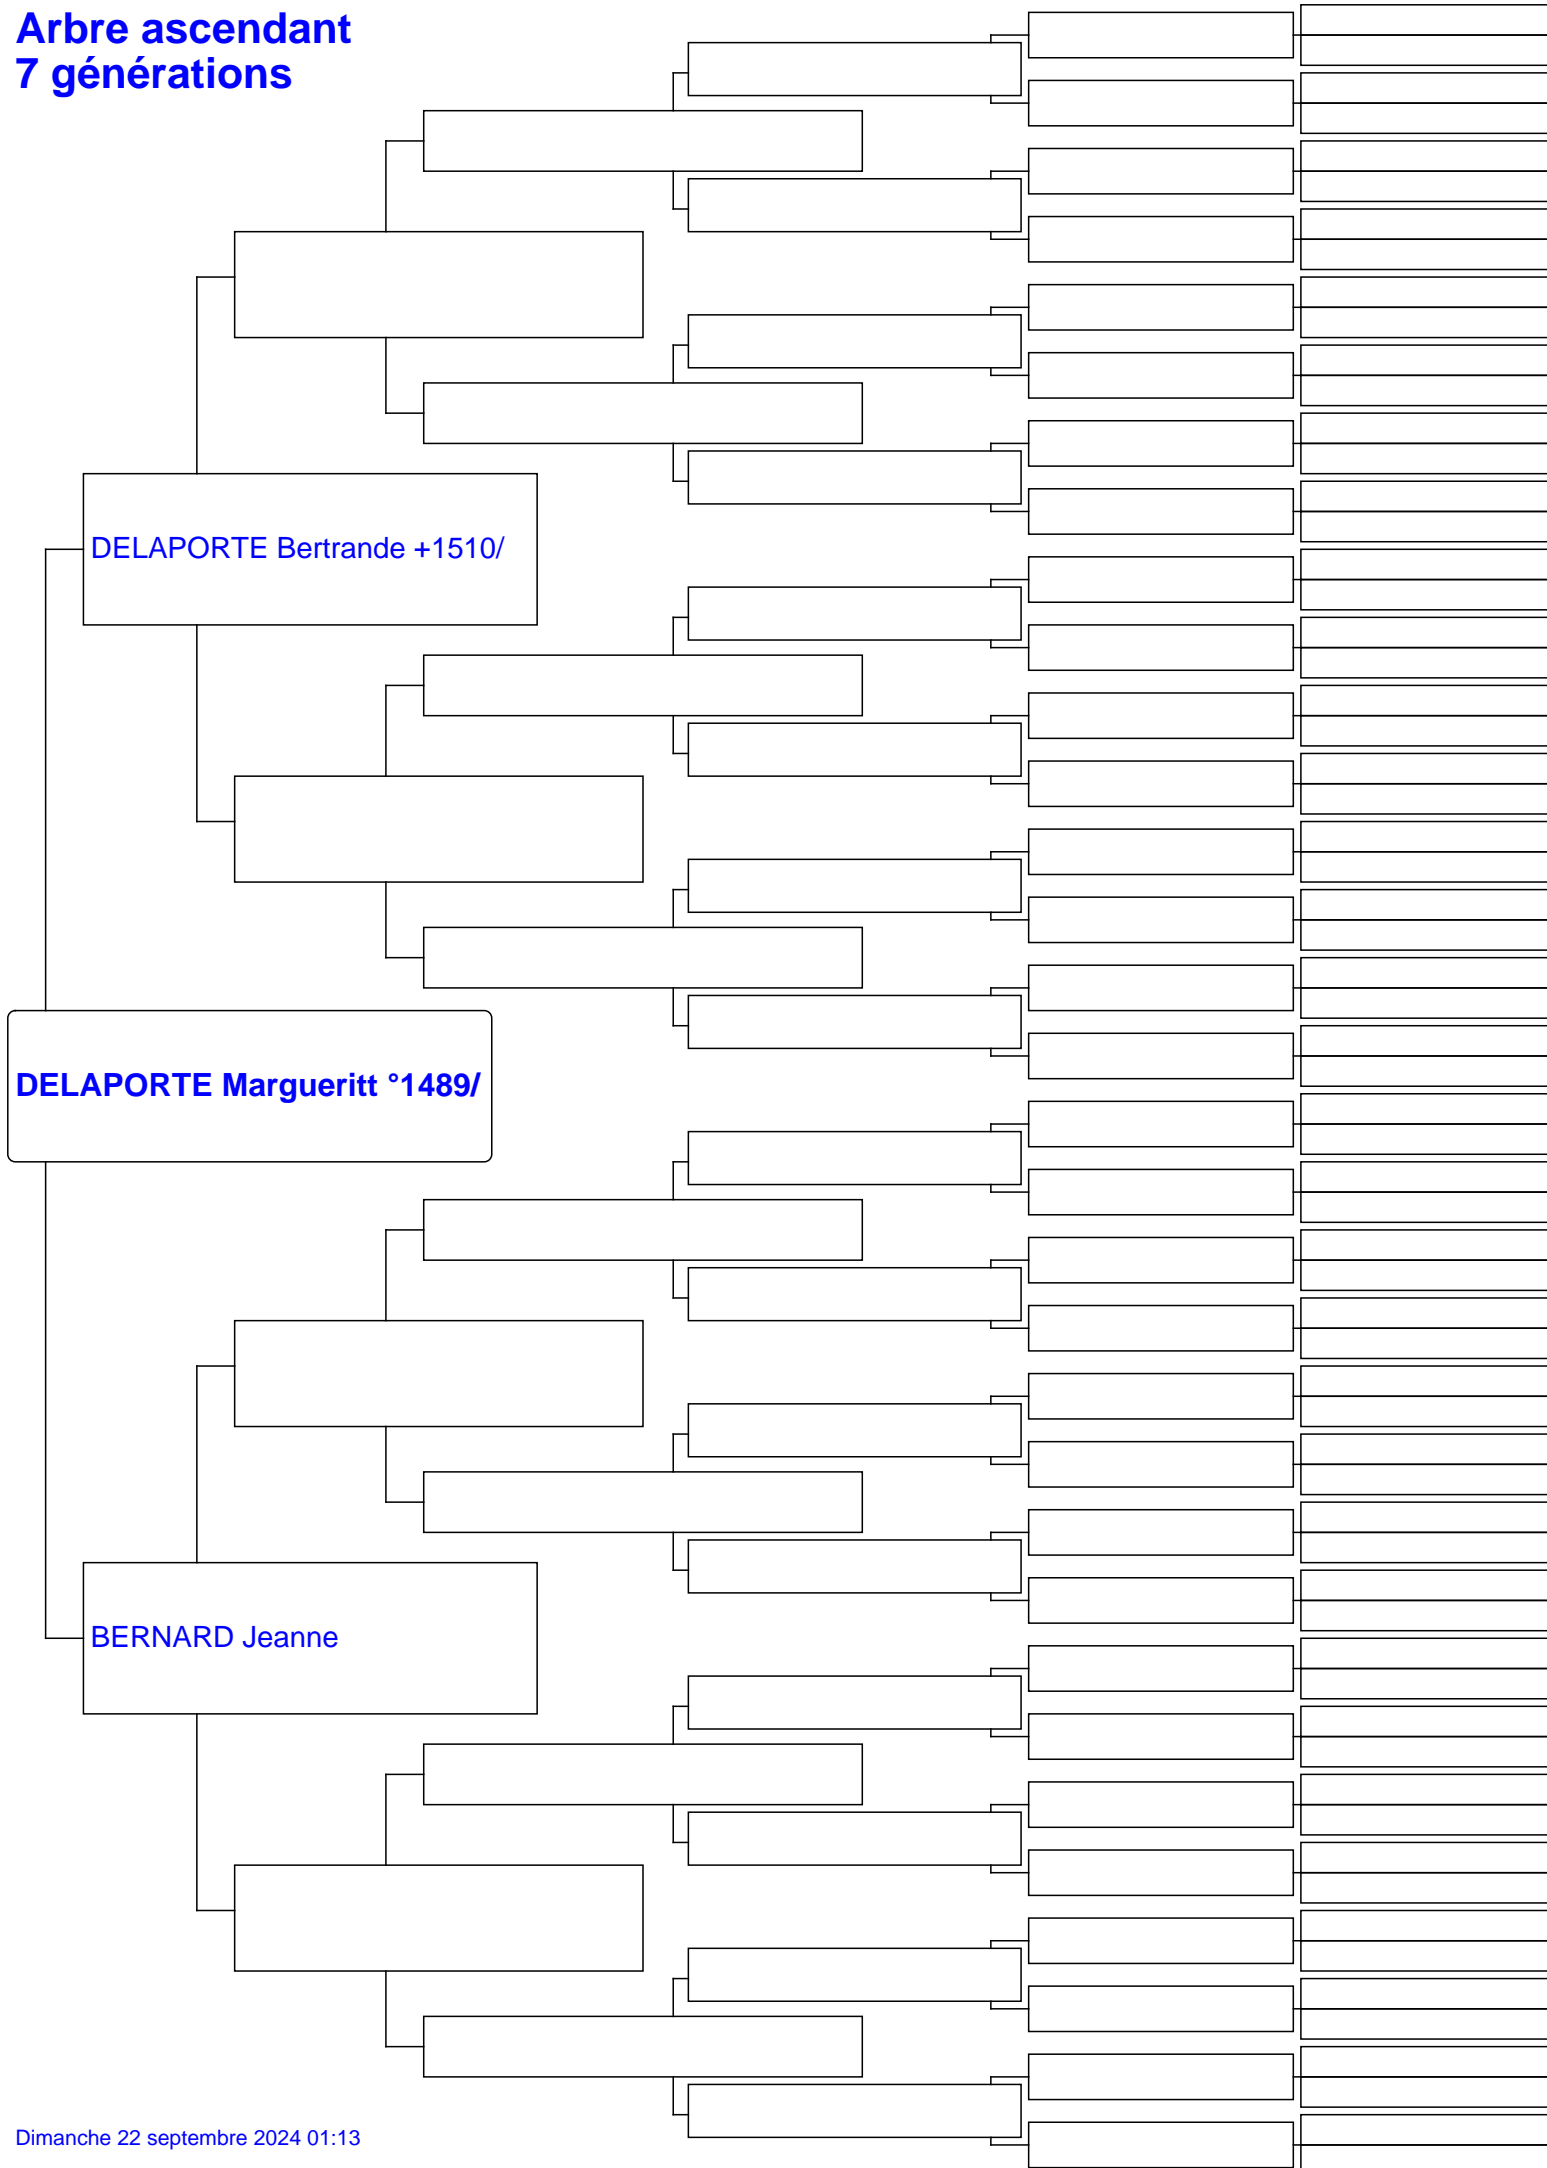 Arbre ascendant
7 générations
DELAPORTE Bertrande +1510/
DELAPORTE Margueritt °1489/
BERNARD Jeanne
Dimanche 22 septembre 2024 01:13